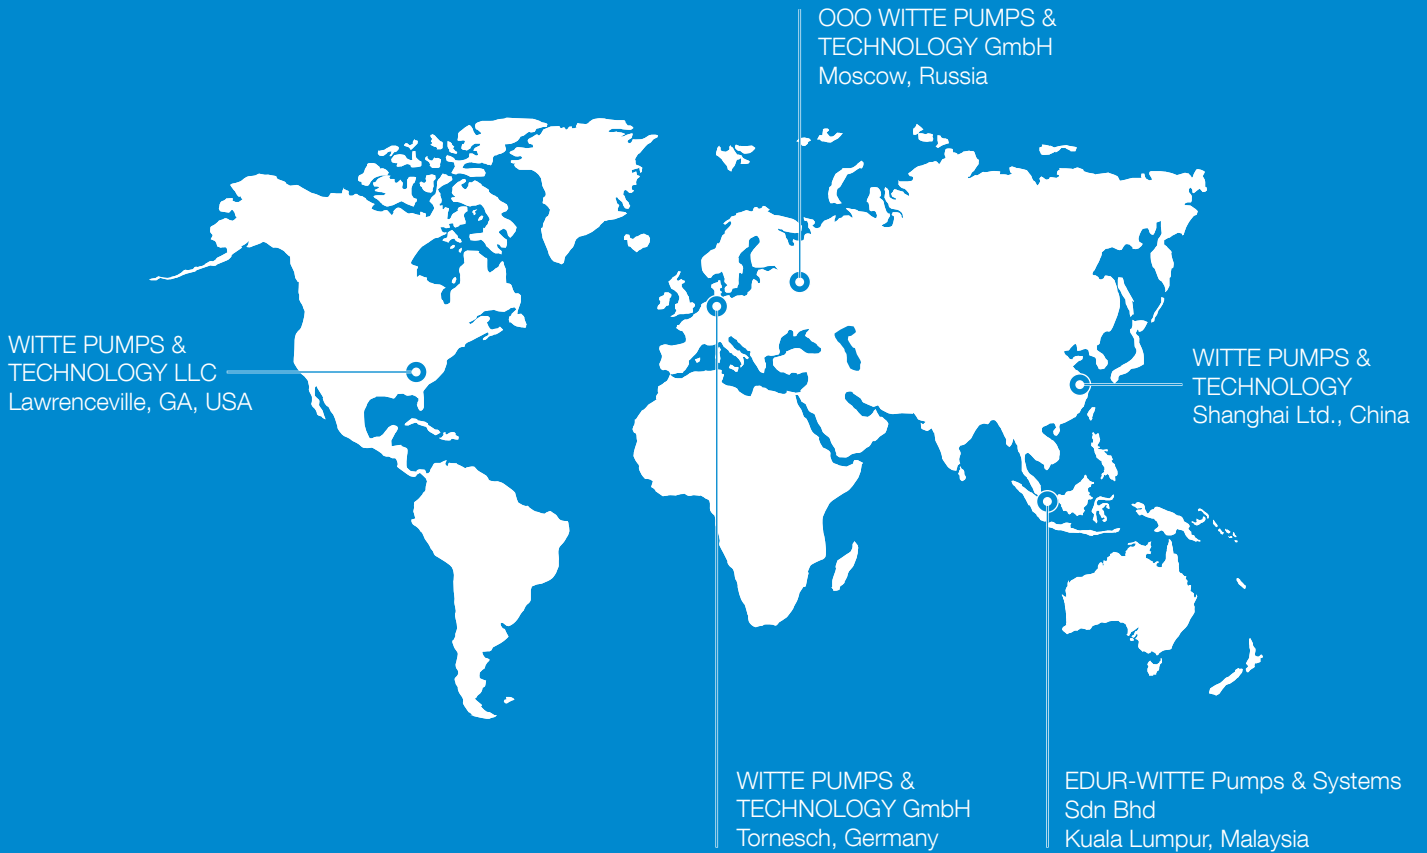 OOO WITTE PUMPS &
TECHNOLOGY GmbH
Moscow, Russia
WITTE PUMPS &
TECHNOLOGY LLC
Lawrenceville, GA, USA
WITTE PUMPS &
TECHNOLOGY
Shanghai Ltd., China
WITTE PUMPS &
TECHNOLOGY GmbH
Tornesch, Germany
EDUR-WITTE Pumps & Systems
Sdn Bhd
Kuala Lumpur, Malaysia